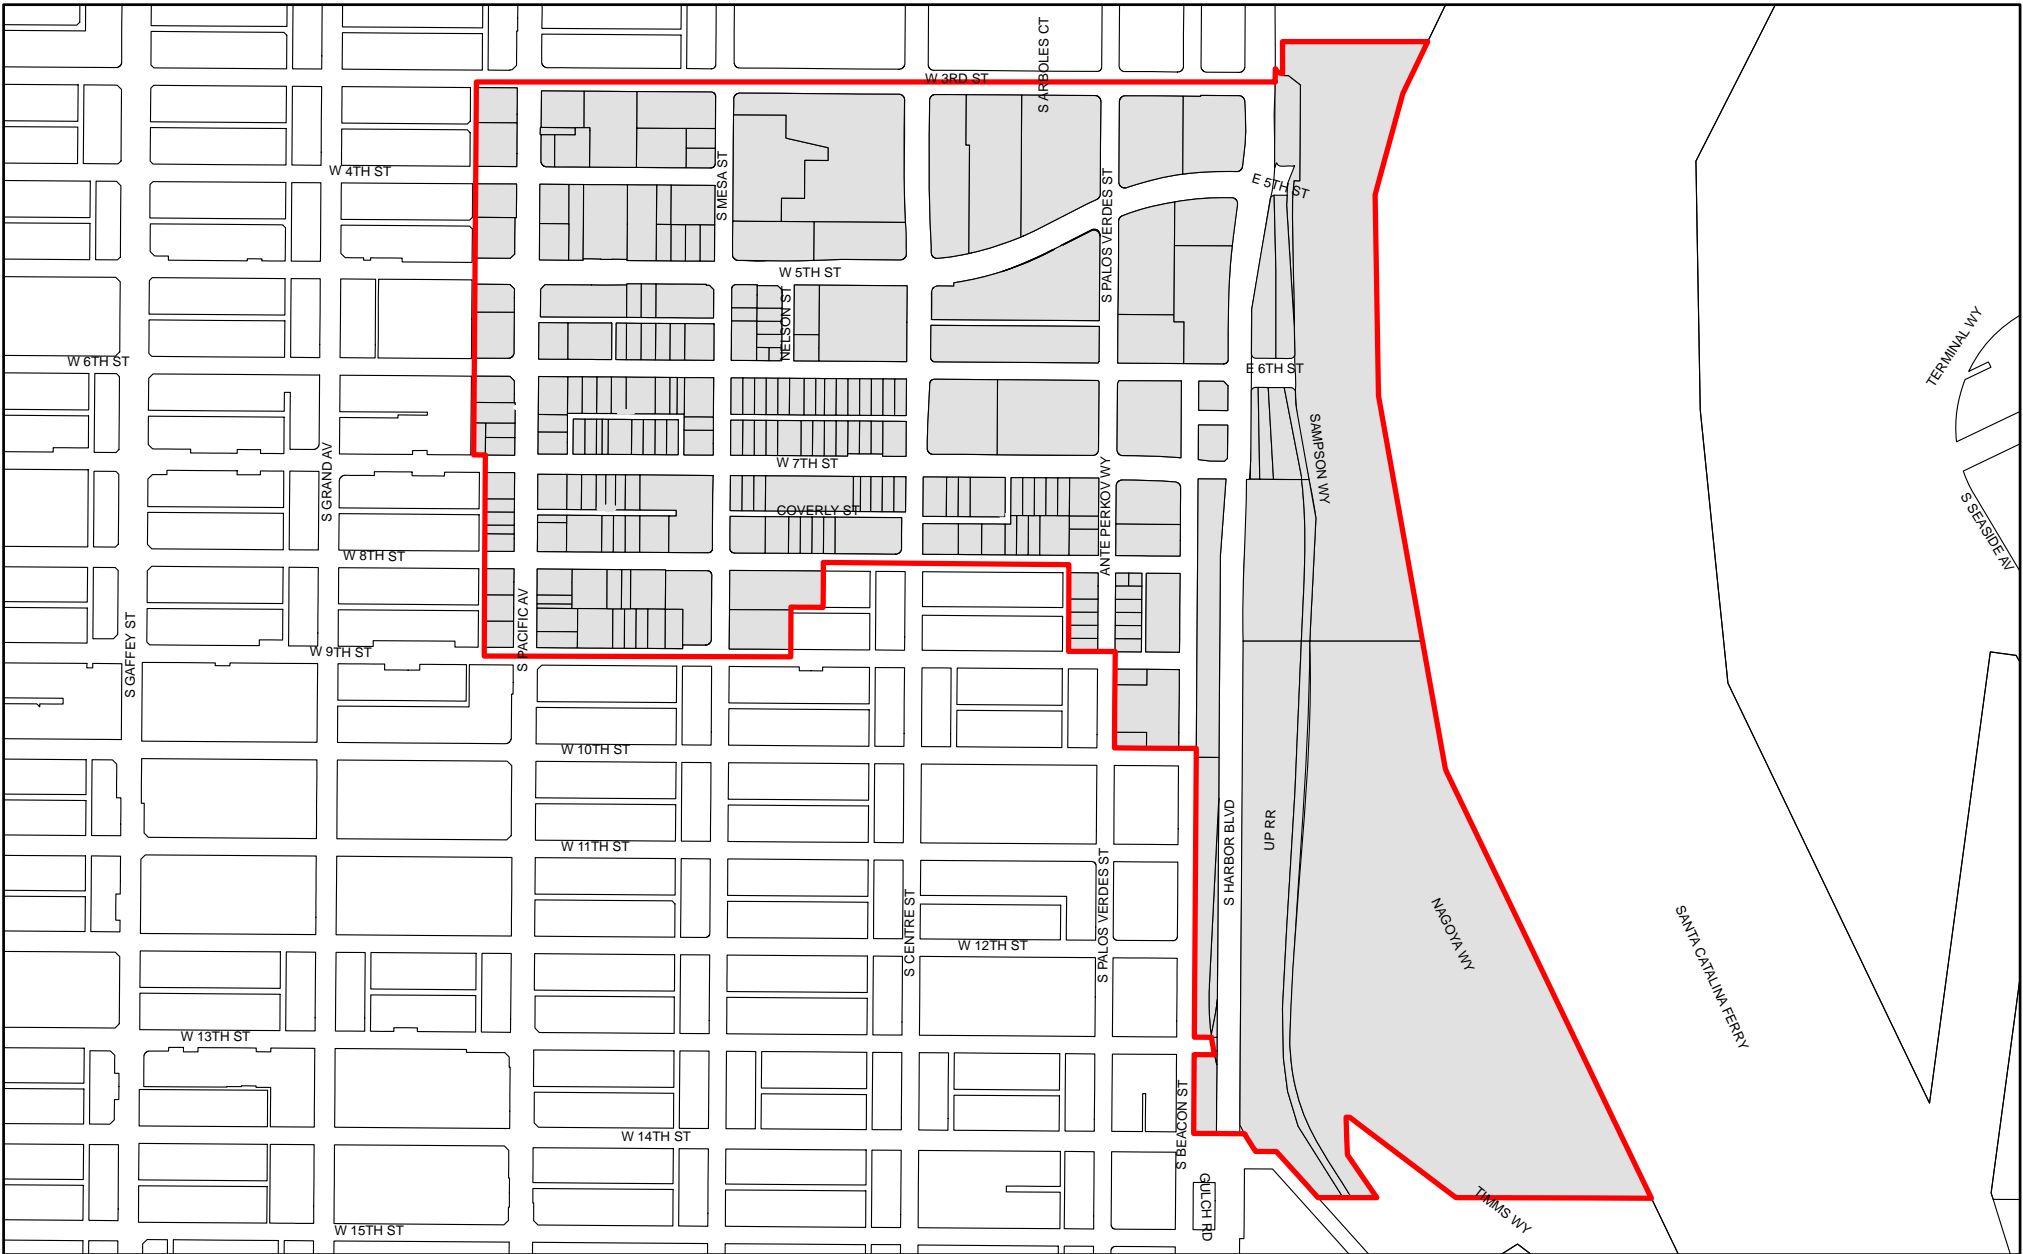 S ARBOLES CT
W 3RD ST
W 4TH ST
S MESA ST
E 5TH ST
S PALOS VERDES ST
W 5TH ST
NELSON ST
TERMINAL WY
W 6TH ST
E 6TH ST
SAMPSON WY
S GRAND AV
W 7TH ST
ANTE PERKOV WY
COVERLY ST
S SEASIDE AV
W 8TH ST
S PACIFIC AV
S GAFFEY ST
W 9TH ST
W 10TH ST
S HARBOR BLVD
UP RR
W 11TH ST
S CENTRE ST
S PALOS VERDES ST
NAGOYA WY
SANTA CATALINA FERRY
W 12TH ST
W 13TH ST
S BEACON ST
W 14TH ST
GULCH RD
TIMMS WY
W 15TH ST